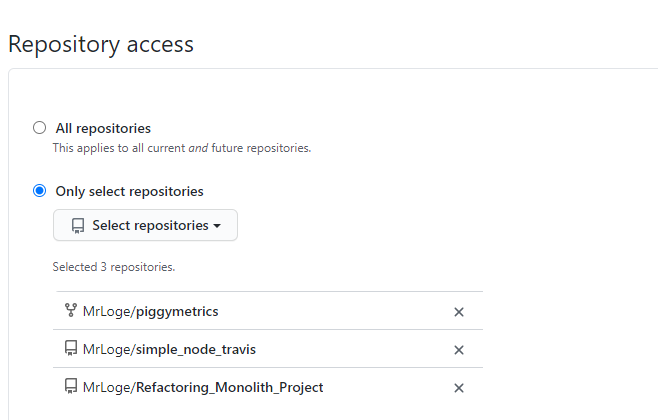 Repository access
All repositories
This applies to all current and future repositories.
Only select repositories
Select repositories
Selected 3 repositories.
MrLoge/piggymetrics
MrLoge/simple_node_travis
MrLoge/Refactoring_Monolith_Project